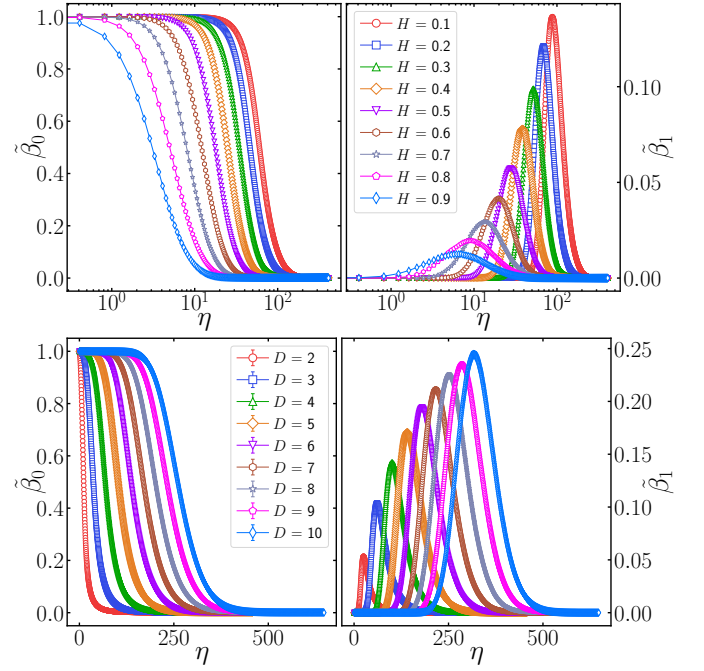 1.0
0.8
0.6
0.4
0.2
0.0
β̃₀
10⁰
10¹
10²
η
H = 0.1
H = 0.2
H = 0.3
H = 0.4
H = 0.5
H = 0.6
H = 0.7
H = 0.8
H = 0.9
0.10
0.05
0.00
β̃₁
10⁰
10¹
10²
η
1.0
0.8
0.6
0.4
0.2
0.0
β̃₀
D = 2
D = 3
D = 4
D = 5
D = 6
D = 7
D = 8
D = 9
D = 10
0
250
500
η
0.25
0.20
0.15
0.10
0.05
0.00
β̃₁
0
250
500
η